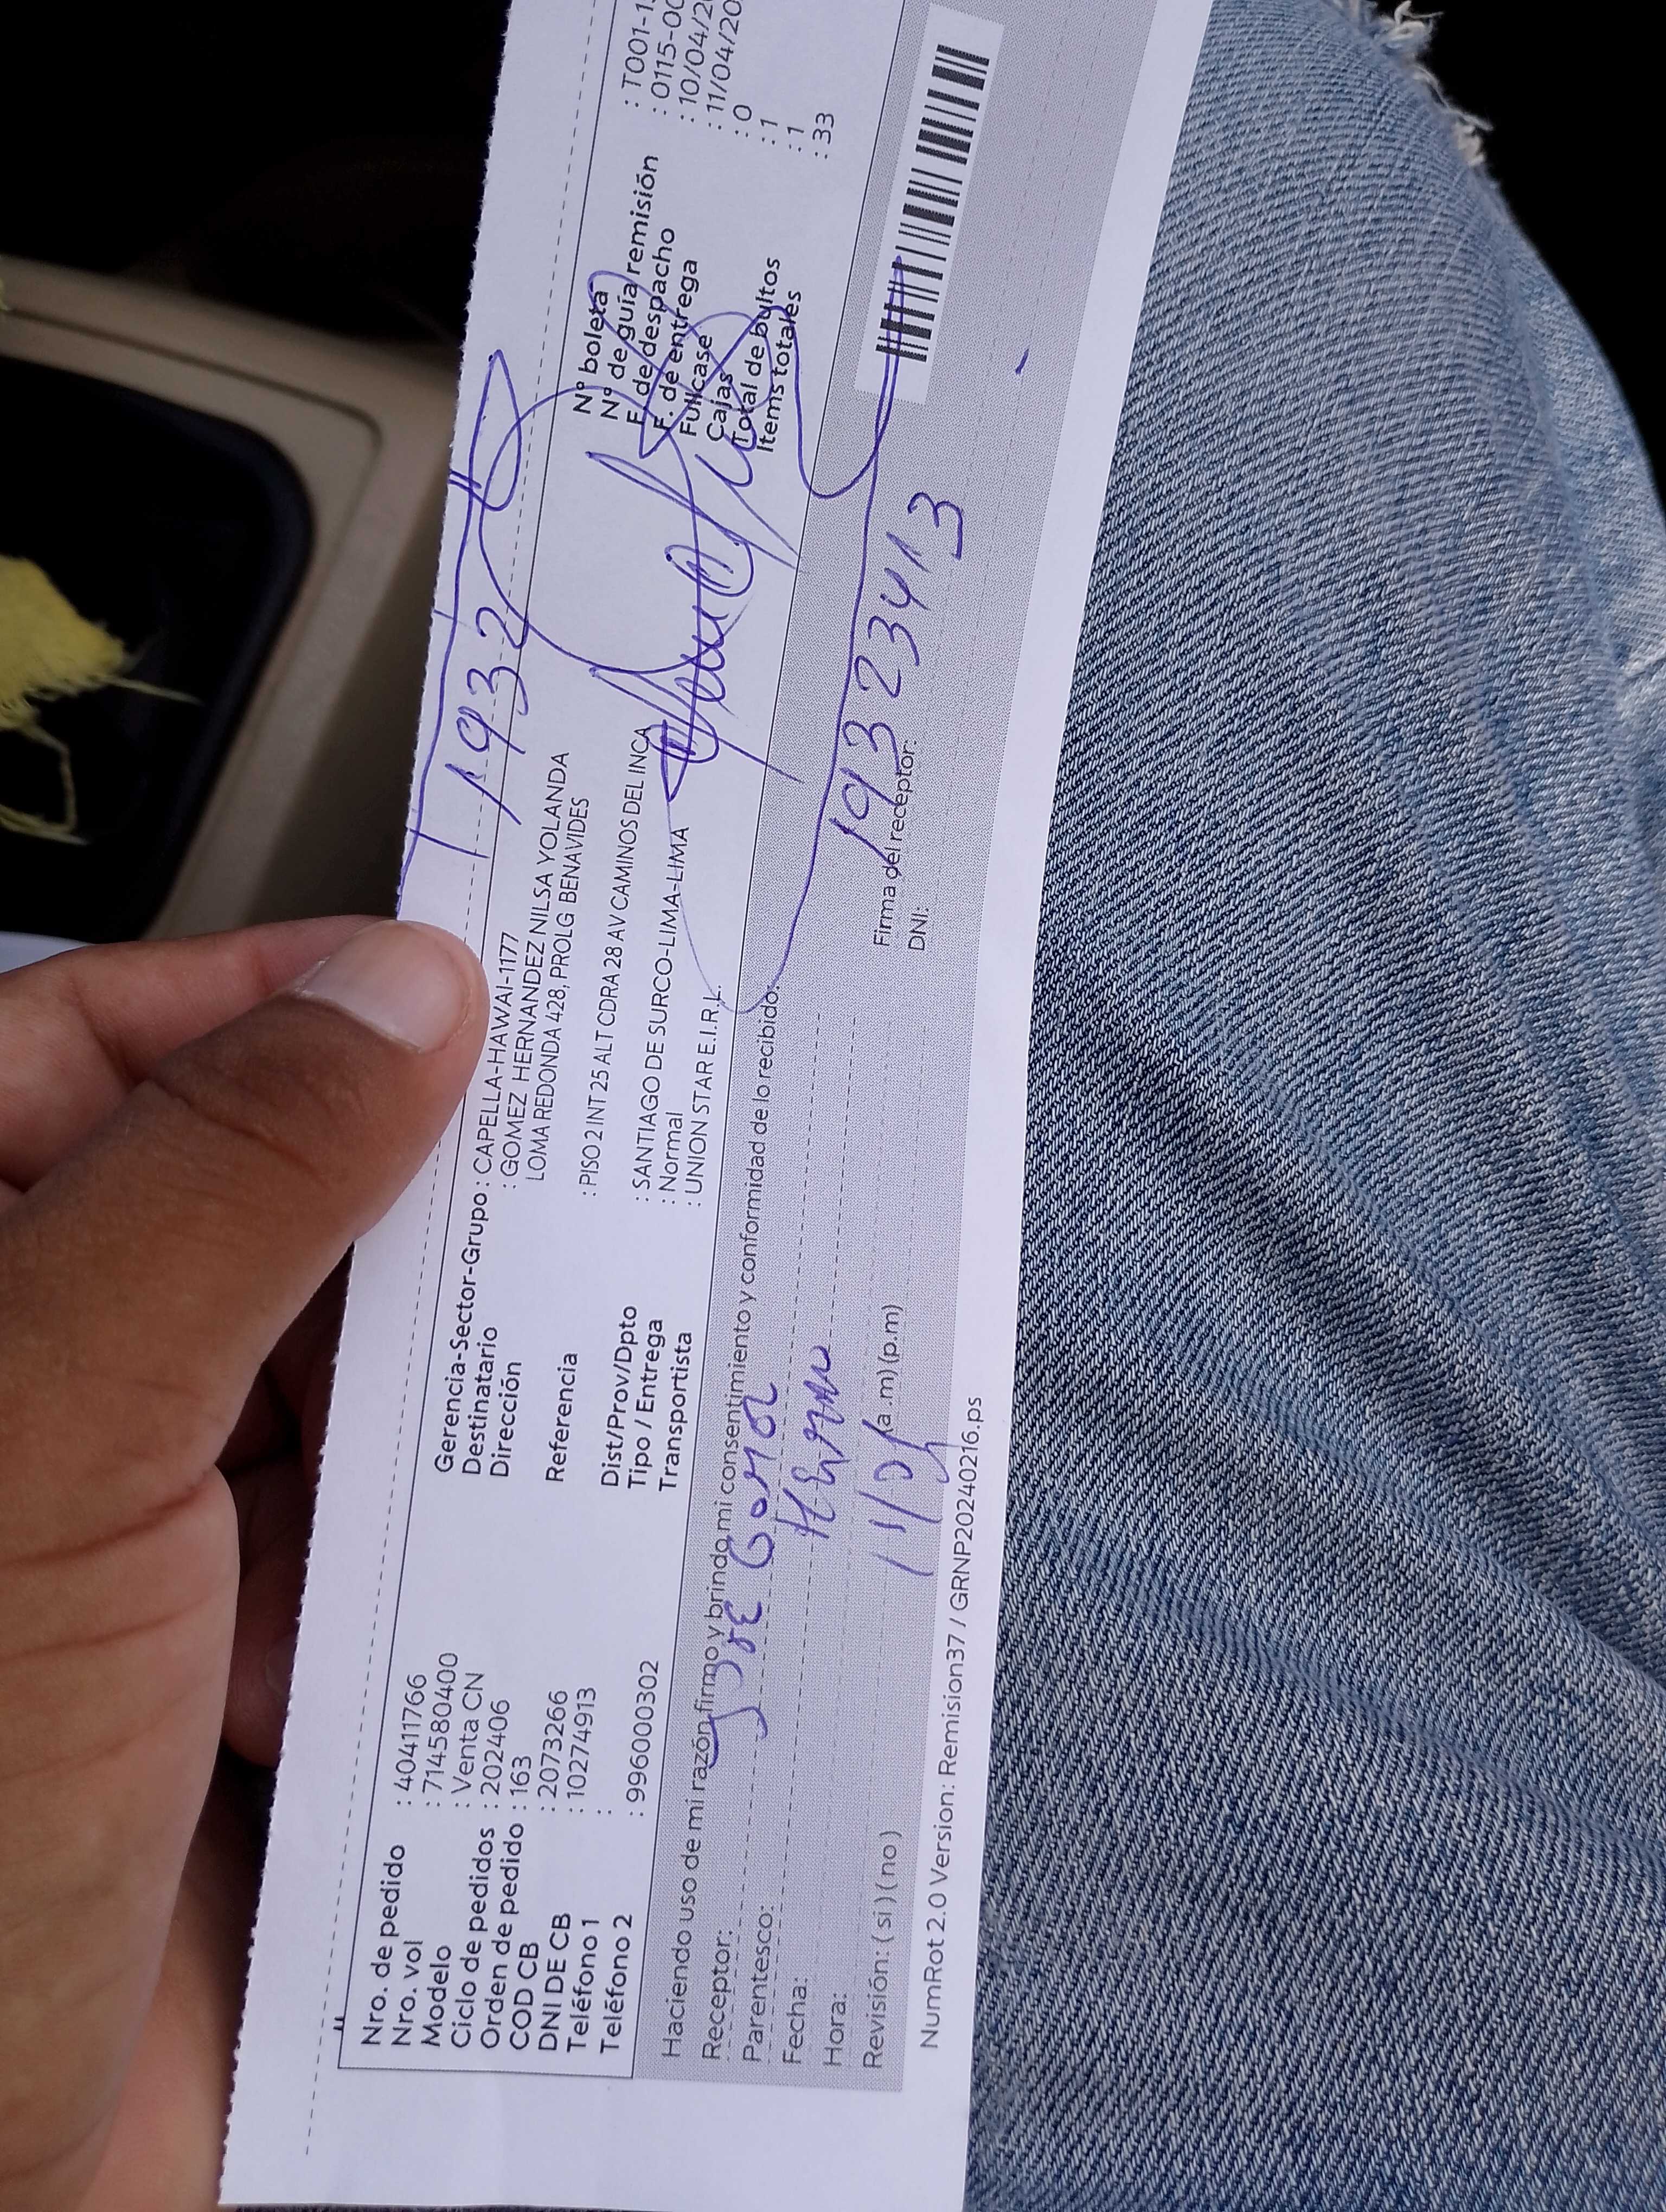 Nro. de pedido : 40411766
Nro. vol : 714580400
Modelo : Venta CN
Ciclo de pedidos : 202406
Orden de pedido : 163
COD CB : 2073266
DNI DE CB : 10274913
Teléfono 1 :
Teléfono 2 : 996000302
Gerencia-Sector-Grupo : CAPELLA-HAWAI-1177
Destinatario : GOMEZ HERNANDEZ NILSA YOLANDA
Dirección LOMA REDONDA 428, PROLG BENAVIDES
Referencia : PISO 2 INT 25 ALT CDRA 28 AV CAMINOS DEL INCA
Dist/Prov/Dpto : SANTIAGO DE SURCO-LIMA-LIMA
Tipo / Entrega : Normal
Transportista : UNION STAR E.I.R.L.
1932
N° boleta : T001-1
N° de guía remisión : 0115-00
F. de despacho : 10/04/20
F. de entrega : 11/04/20
Fullcase : 0
Cajas : 1
Total de bultos : 1
Items totales : 33
Haciendo uso de mi razón firmo y brindo mi consentimiento y conformidad de lo recibido:
Receptor:
Parentesco:
Fecha:
Hora: (a.m) (p.m)
Revisión: ( si ) ( no )
19323413
Firma del receptor:
DNI:
NumRot 2.0 Version: Remision37 / GRNP20240216.ps